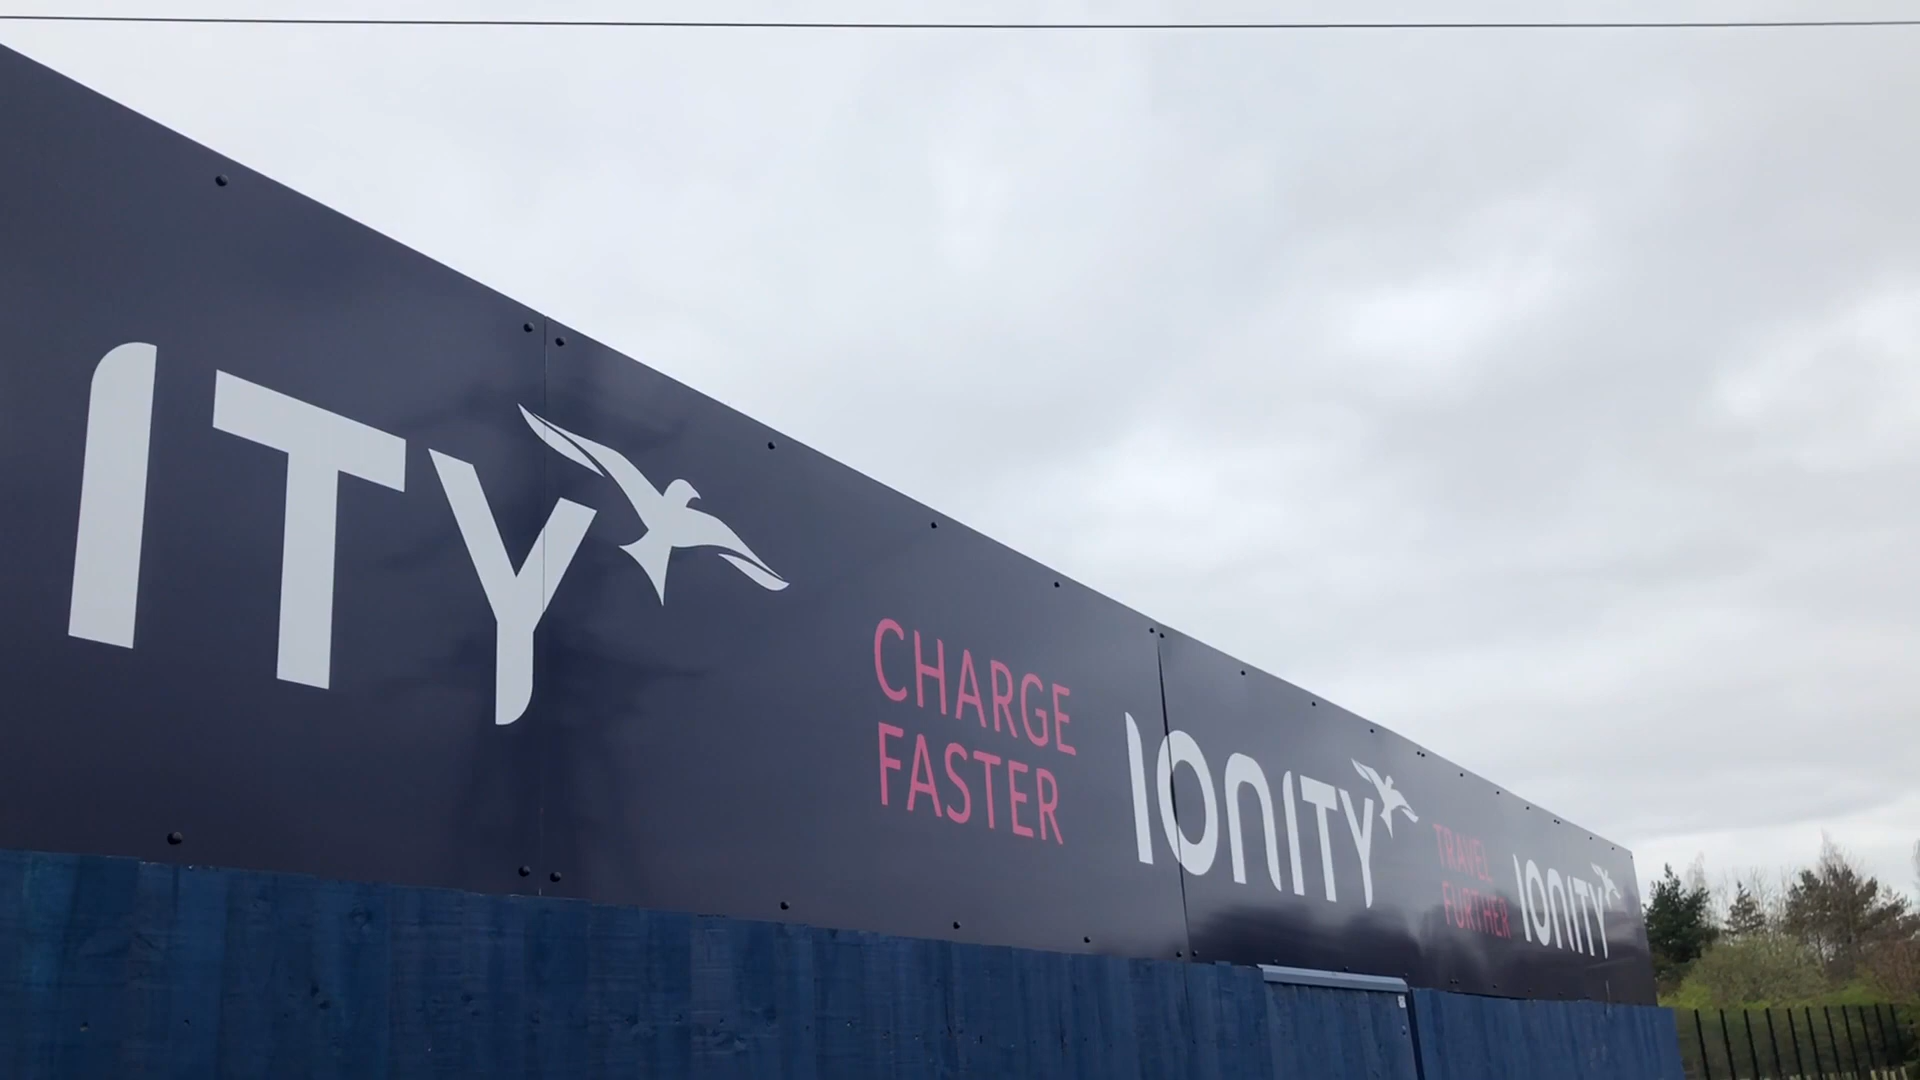 ITY
CHARGE
FASTER
IONITY
TRAVEL
FURTHER
IONITY